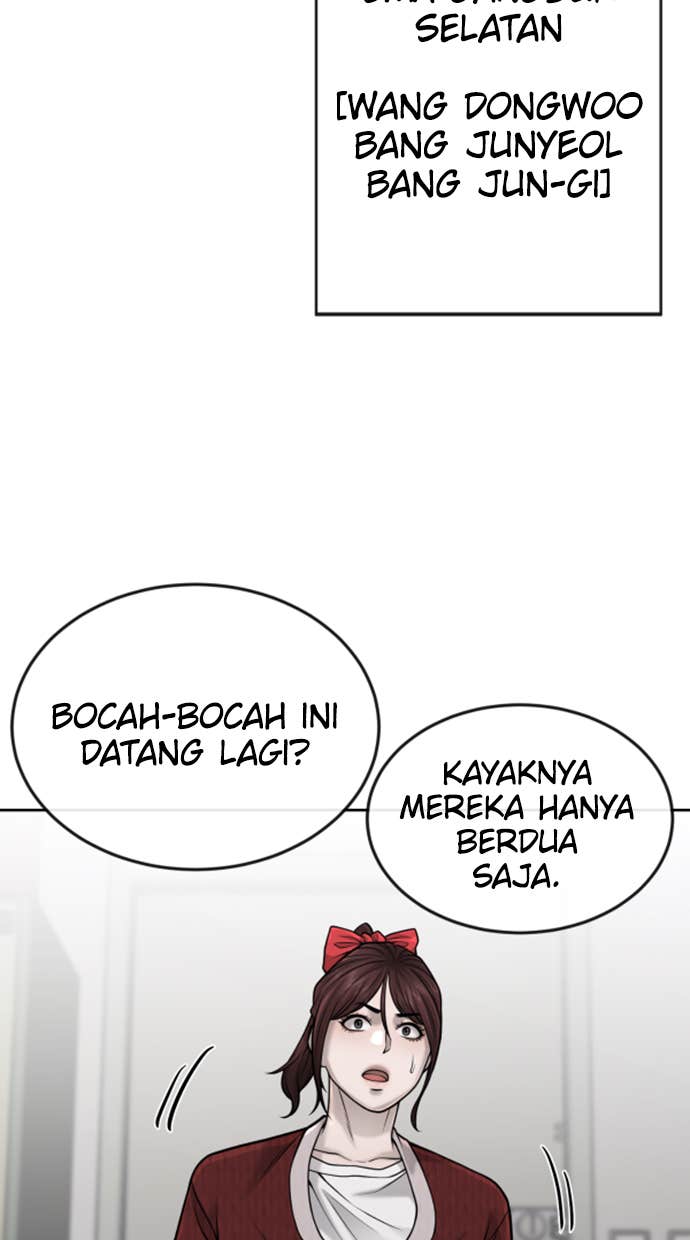 SELATAN
[WANG DONGWOO
BANG JUNYEOL
BANG JUN-GI]
BOCAH-BOCAH INI
DATANG LAGI?
KAYAKNYA
MEREKA HANYA
BERDUA
SAJA.